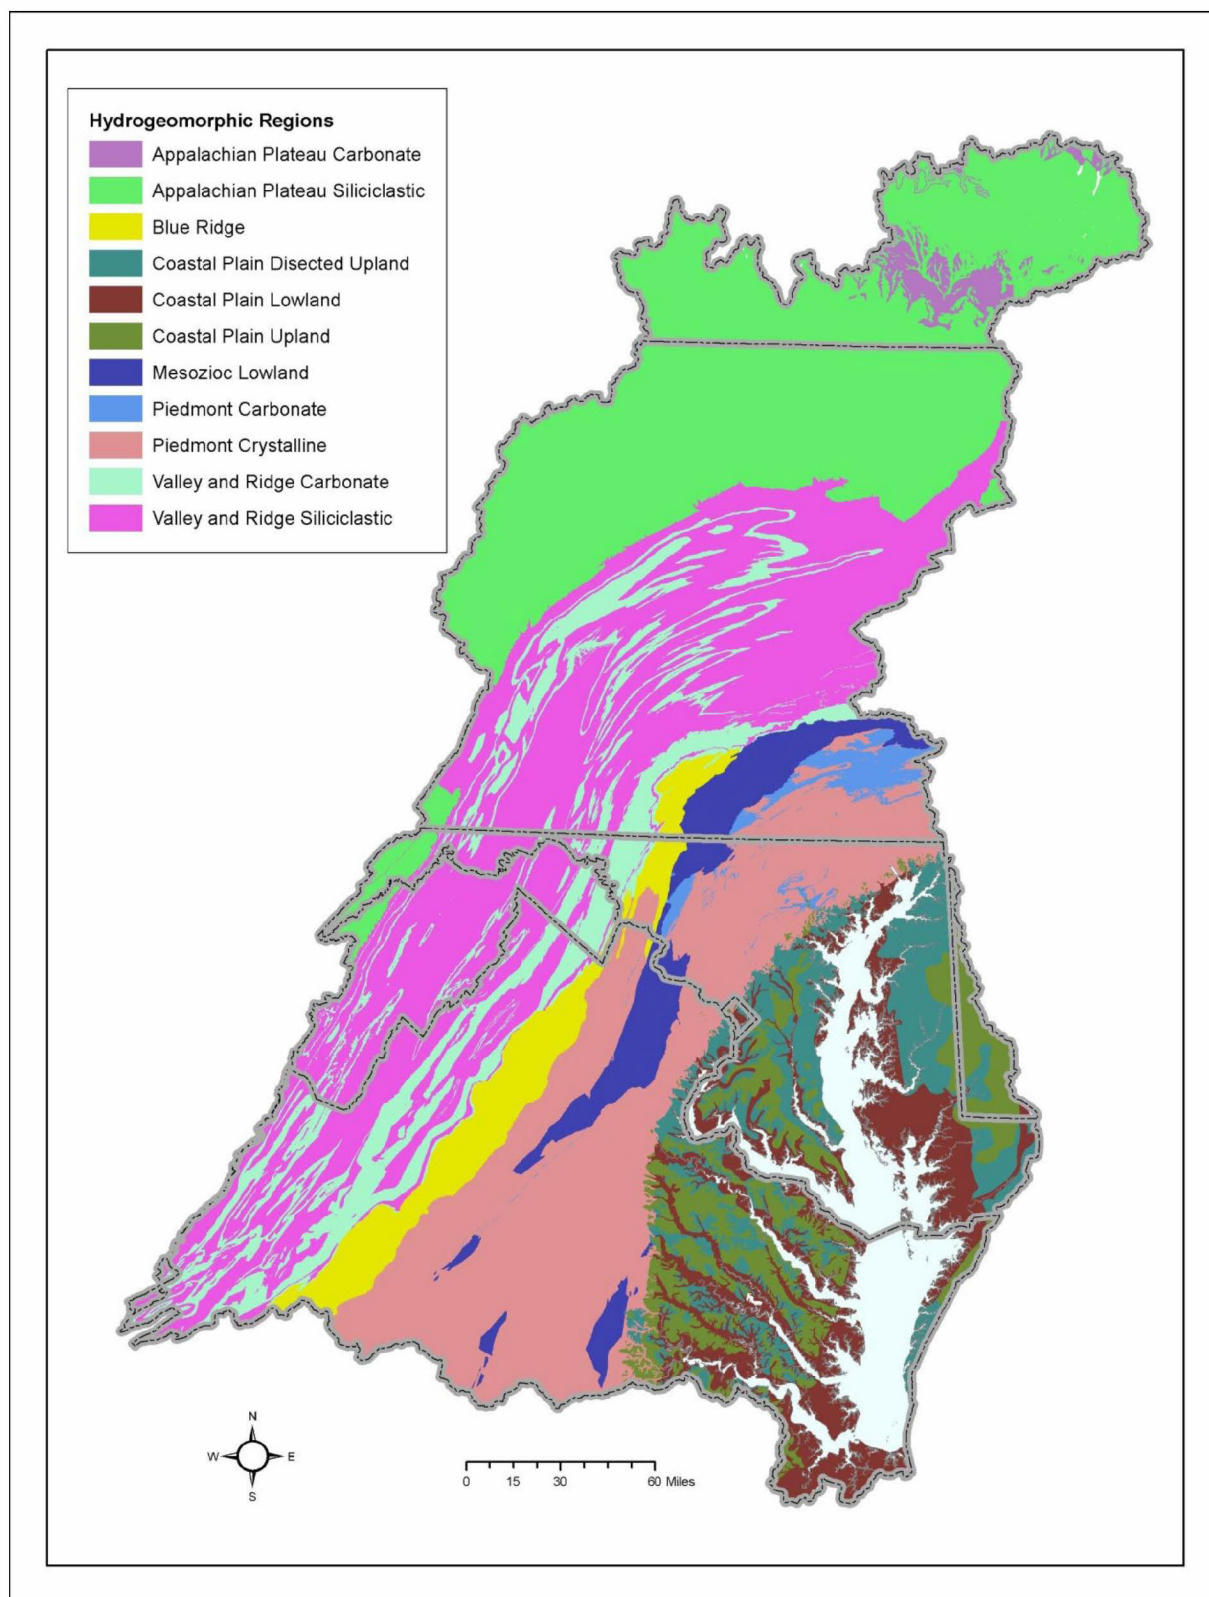 Hydrogeomorphic Regions
Appalachian Plateau Carbonate
Appalachian Plateau Siliciclastic
Blue Ridge
Coastal Plain Disected Upland
Coastal Plain Lowland
Coastal Plain Upland
Mesozioc Lowland
Piedmont Carbonate
Piedmont Crystalline
Valley and Ridge Carbonate
Valley and Ridge Siliciclastic
N
W E
S
0 15 30 60 Miles